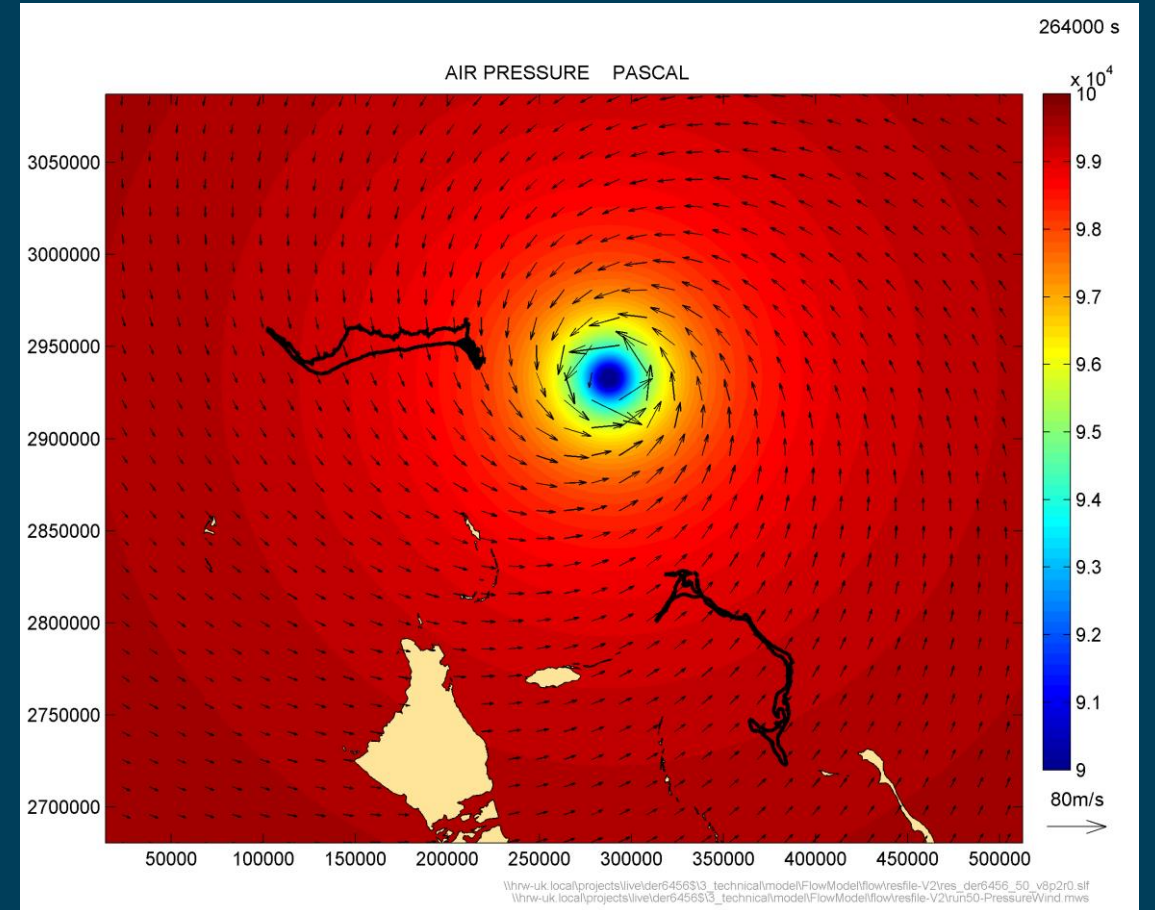 264000 s
AIR PRESSURE PASCAL
x 10⁴
10
9.9
9.8
9.7
9.6
9.5
9.4
9.3
9.2
9.1
9
80m/s
3050000
3000000
2950000
2900000
2850000
2800000
2750000
2700000
50000 100000 150000 200000 250000 300000 350000 400000 450000 500000
\\hrw-uk.local\projects\live\der6456$\3_technical\model\FlowModel\flow\resfile-V2\res_der6456_50_v8p2r0.slf
\\hrw-uk.local\projects\live\der6456$\3_technical\model\FlowModel\flow\resfile-V2\run50-PressureWind.mws